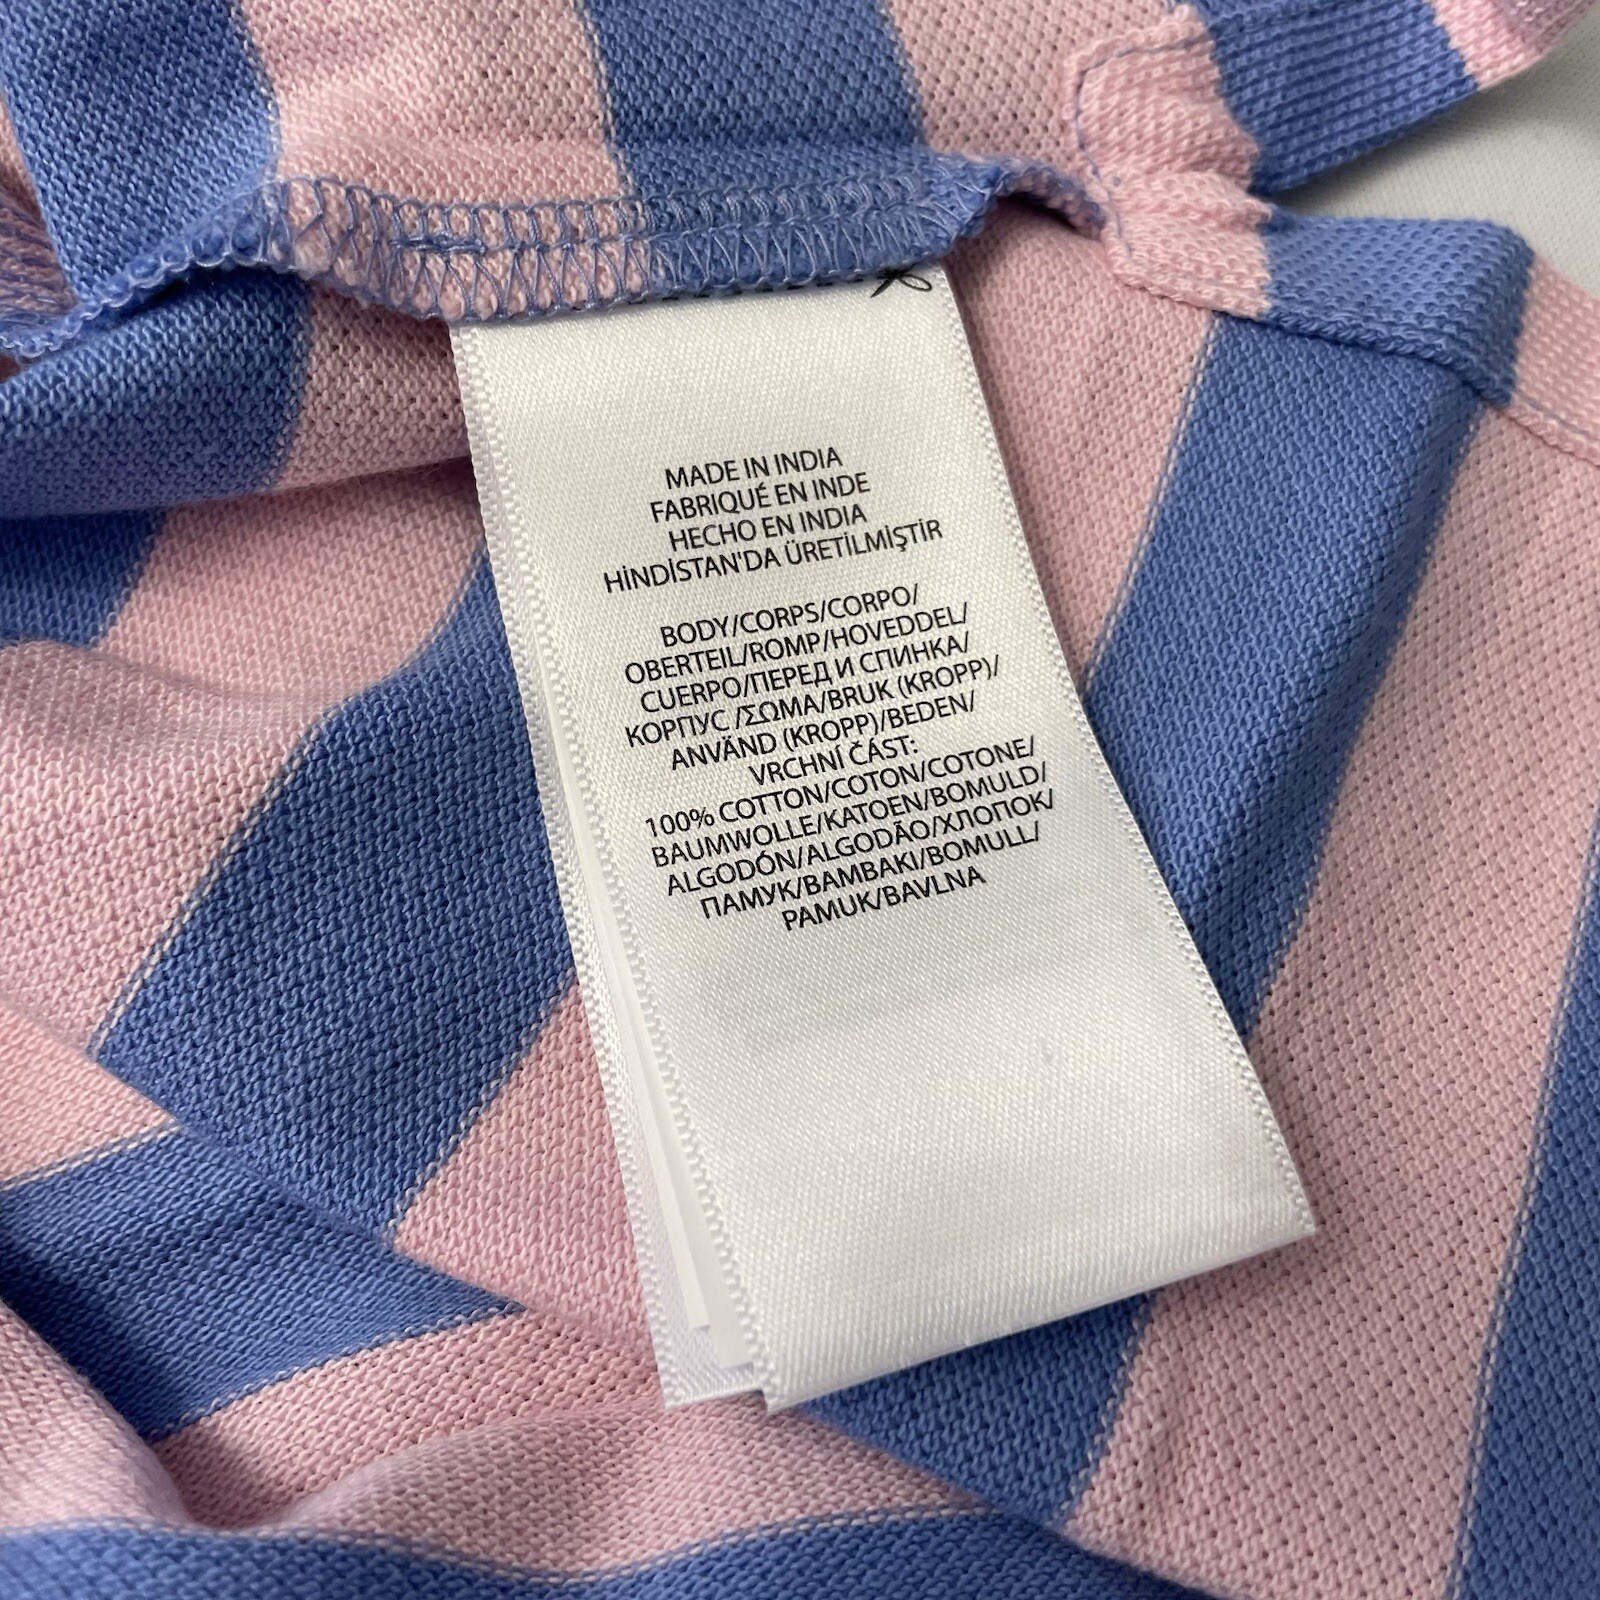 MADE IN INDIA
FABRIQUÉ EN INDE
HECHO EN INDIA
HİNDİSTAN'DA ÜRETİLMİŞTİR
BODY/CORPS/CORPO/
OBERTEIL/ROMP/HOVEDDEL/
CUERPO/ПЕРЕД И СПИНКА/
КОРПУС /ΣΩΜΑ/BRUK (KROPP)/
ANVÄND (KROPP)/BEDEN/
VRCHNÍ ČÁST:
100% COTTON/COTON/COTONE/
BAUMWOLLE/KATOEN/BOMULD/
ALGODÓN/ALGODÃO/ХЛОПОК/
ПАМУК/ΒΑΜΒΑΚΙ/BOMULL/
PAMUK/BAVLNA